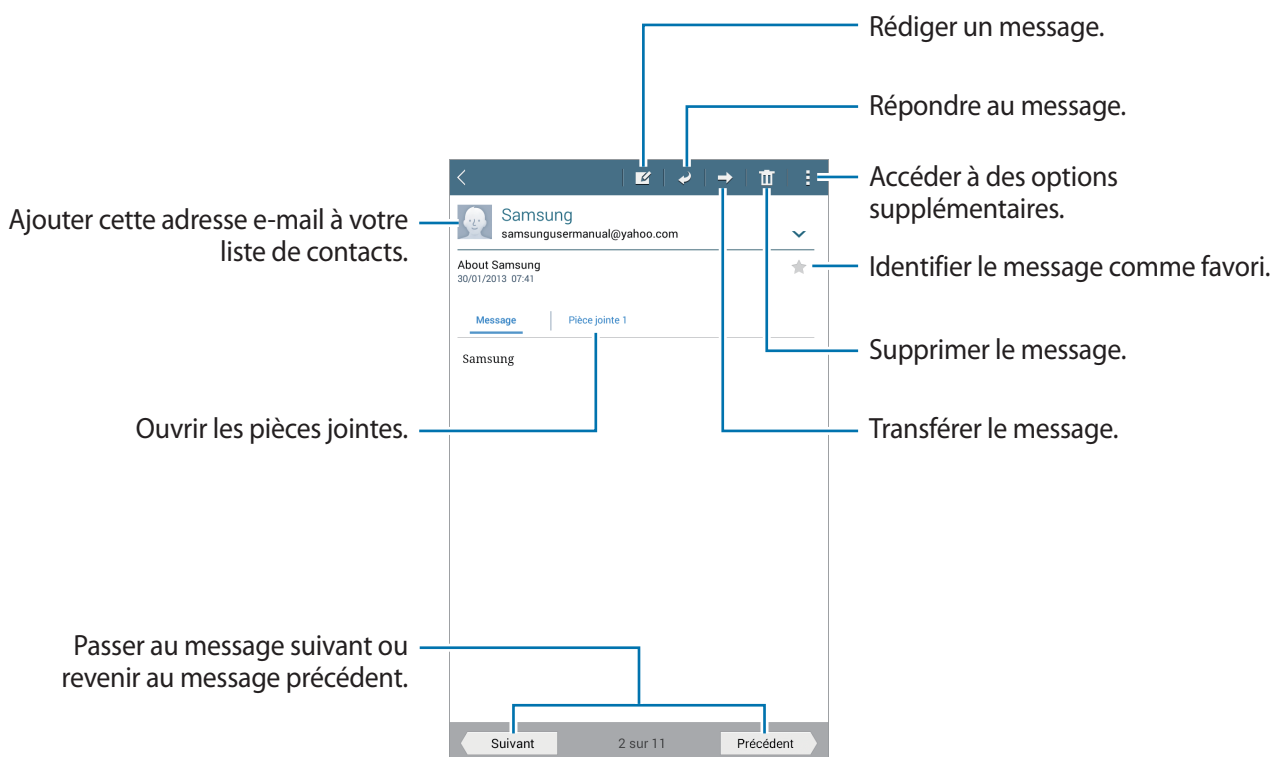 Rédiger un message.
Répondre au message.
Accéder à des options
supplémentaires.
Ajouter cette adresse e-mail à votre
liste de contacts.
Samsung
samsungusermanual@yahoo.com
About Samsung
30/01/2013 07:41
Identifier le message comme favori.
Message
Pièce jointe 1
Samsung
Supprimer le message.
Ouvrir les pièces jointes.
Transférer le message.
Passer au message suivant ou
revenir au message précédent.
Suivant
2 sur 11
Précédent